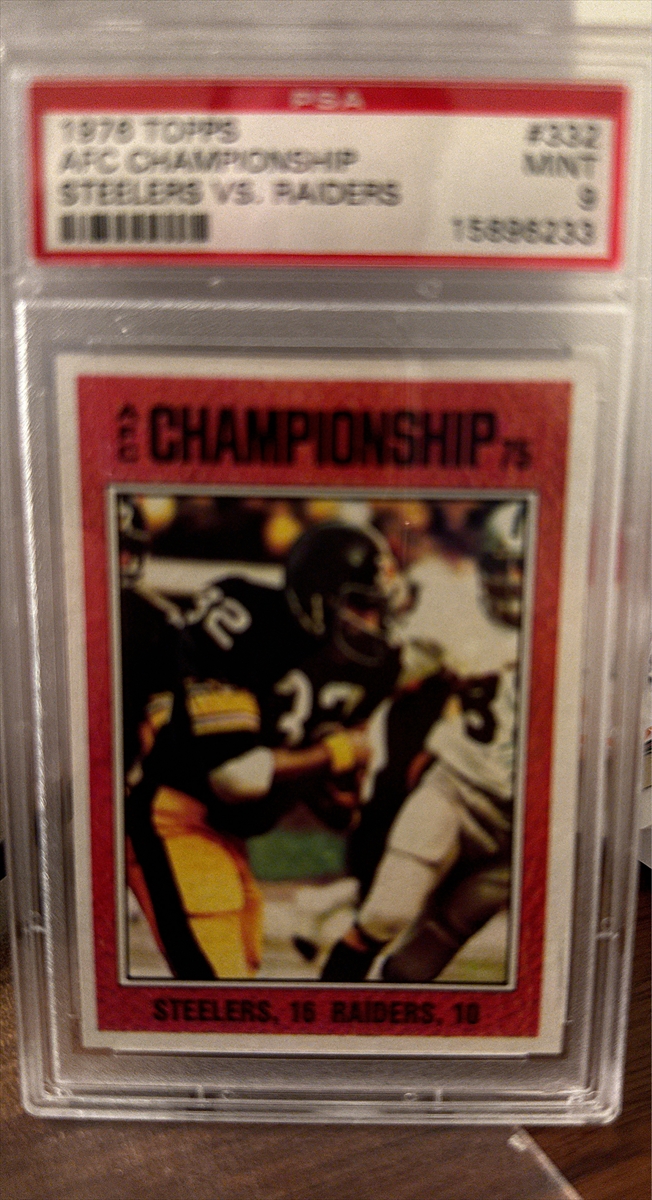 PSA
1976 TOPPS #332
AFC CHAMPIONSHIP MINT
STEELERS VS. RAIDERS 9
15896233
AFC CHAMPIONSHIP 75
32
32
STEELERS, 16 RAIDERS, 10